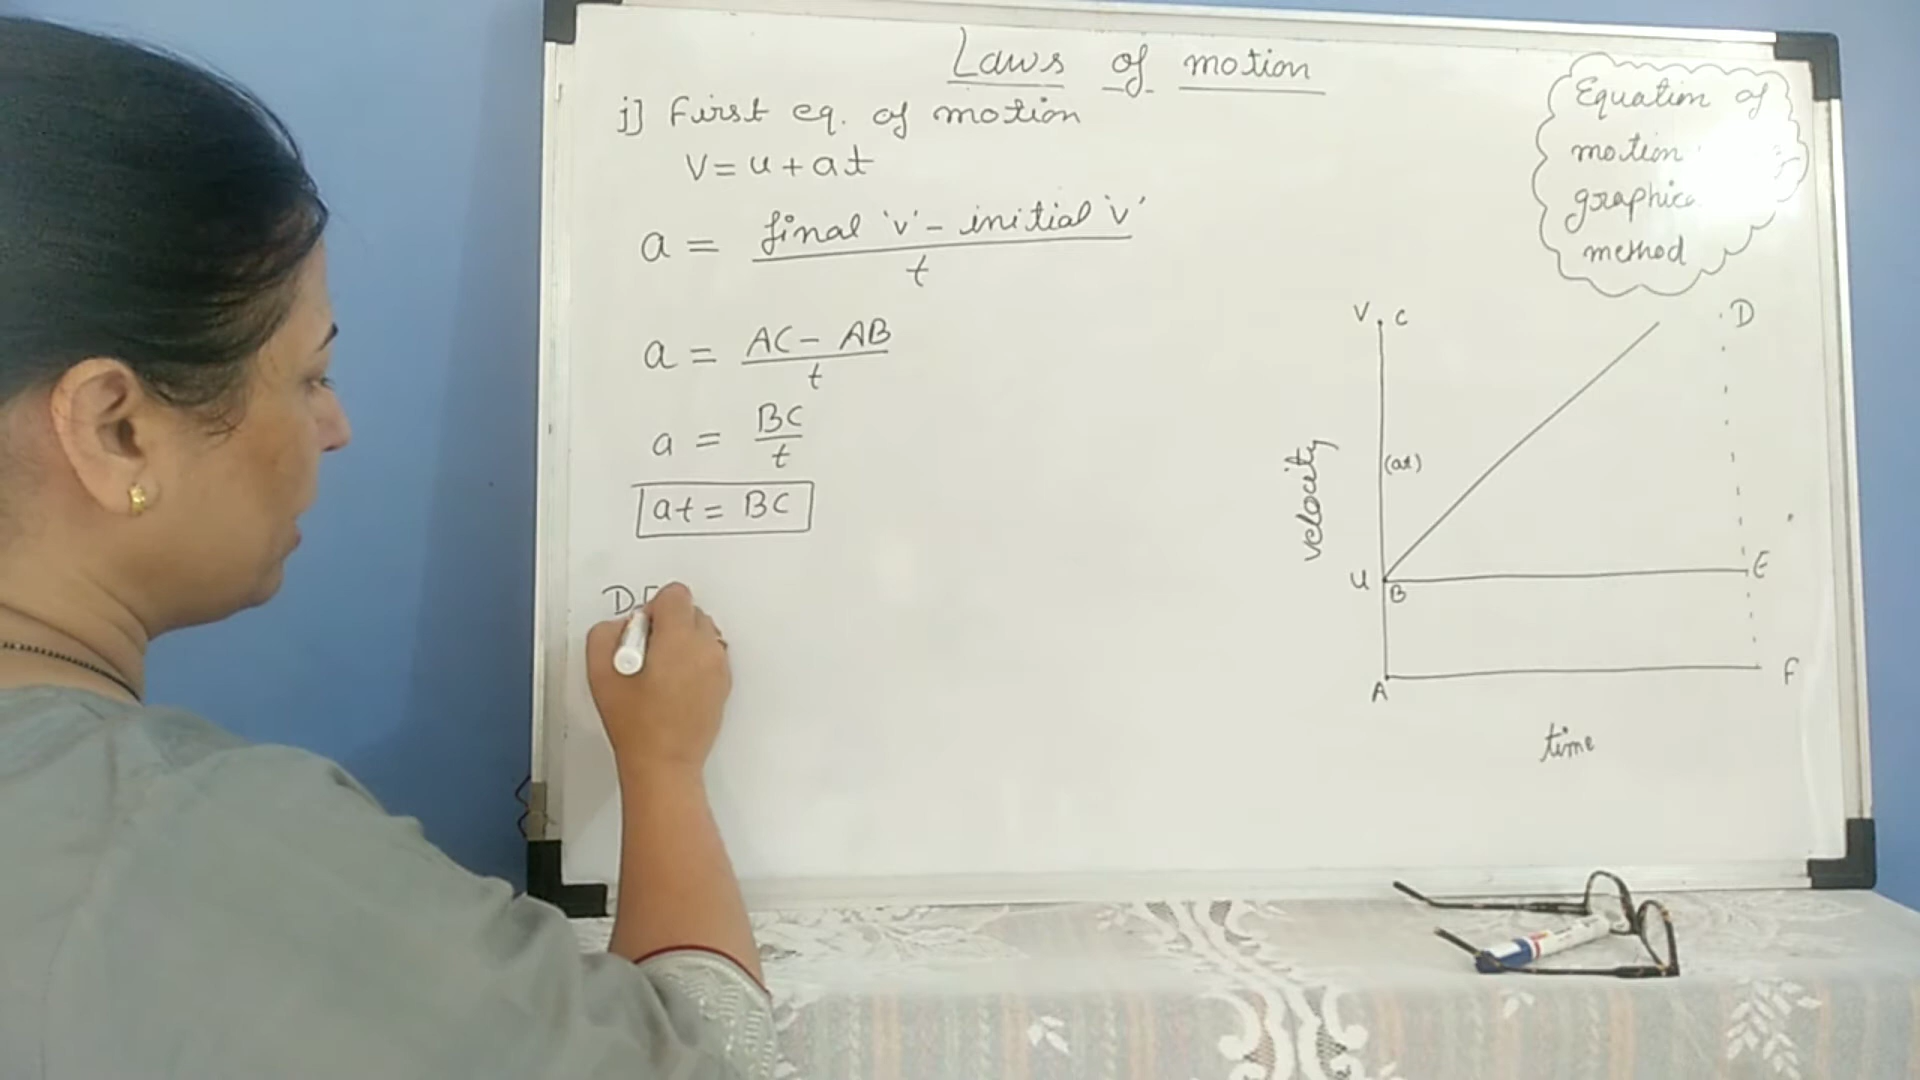 Laws of motion
i] First eq. of motion
V = u + at
a = final 'v' - initial 'v'
t
a = AC - AB
t
a = BC
t
at = BC
D
Equation of
motion
graphic
method
V C
D
(at)
velocity
U B
E
A
F
time